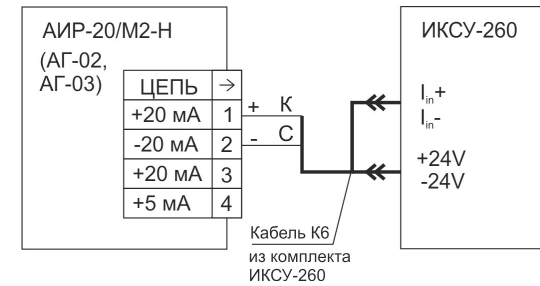 АИР-20/М2-Н
(АГ-02,
АГ-03)
ЦЕПЬ →
+20 мА 1
-20 мА 2
+20 мА 3
+5 мА 4
+ К
- С
Кабель К6
из комплекта
ИКСУ-260
ИКСУ-260
Iin+
Iin-
+24V
-24V